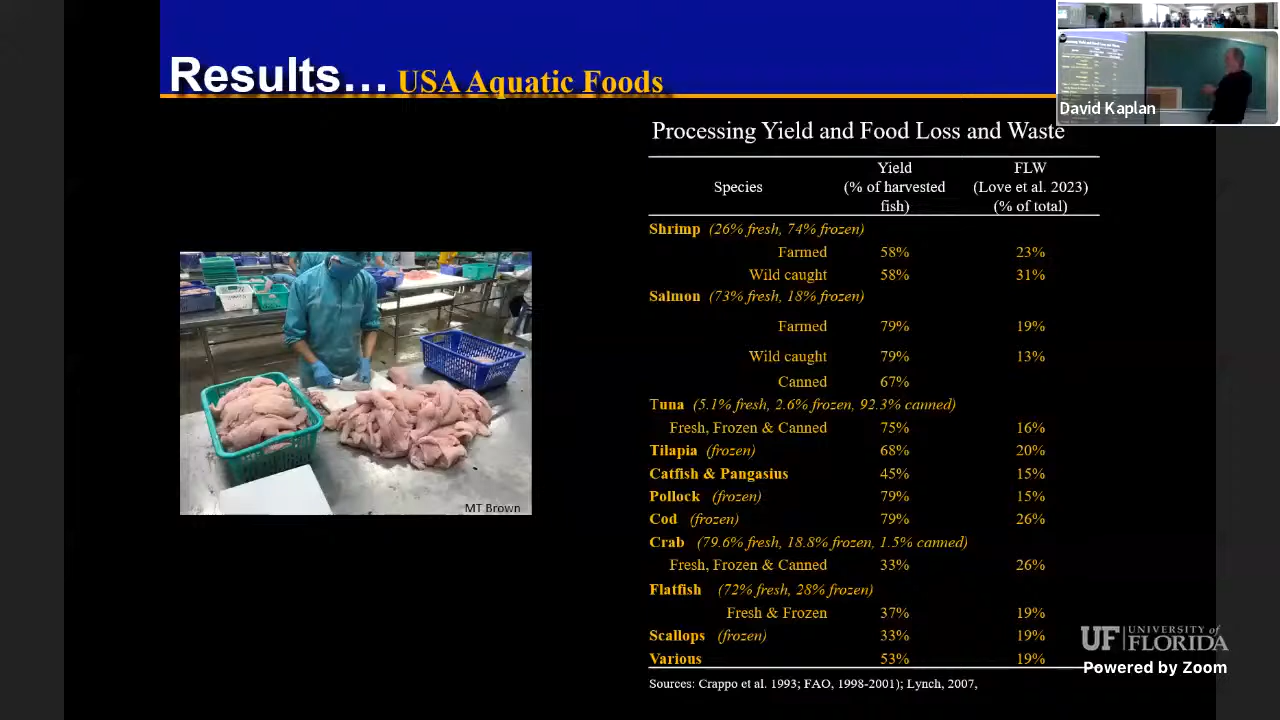 Results… USA Aquatic Foods
David Kaplan
Processing Yield and Food Loss and Waste
Species
Yield
(% of harvested
fish)
FLW
(Love et al. 2023)
(% of total)
Shrimp (26% fresh, 74% frozen)
Farmed 58% 23%
Wild caught 58% 31%
Salmon (73% fresh, 18% frozen)
Farmed 79% 19%
Wild caught 79% 13%
Canned 67%
Tuna (5.1% fresh, 2.6% frozen, 92.3% canned)
Fresh, Frozen & Canned 75% 16%
Tilapia (frozen) 68% 20%
Catfish & Pangasius 45% 15%
Pollock (frozen) 79% 15%
Cod (frozen) 79% 26%
Crab (79.6% fresh, 18.8% frozen, 1.5% canned)
Fresh, Frozen & Canned 33% 26%
Flatfish (72% fresh, 28% frozen)
Fresh & Frozen 37% 19%
Scallops (frozen) 33% 19%
Various 53% 19%
Sources: Crappo et al. 1993; FAO, 1998-2001); Lynch, 2007,
MT Brown
UF UNIVERSITY of
FLORIDA
Powered by Zoom